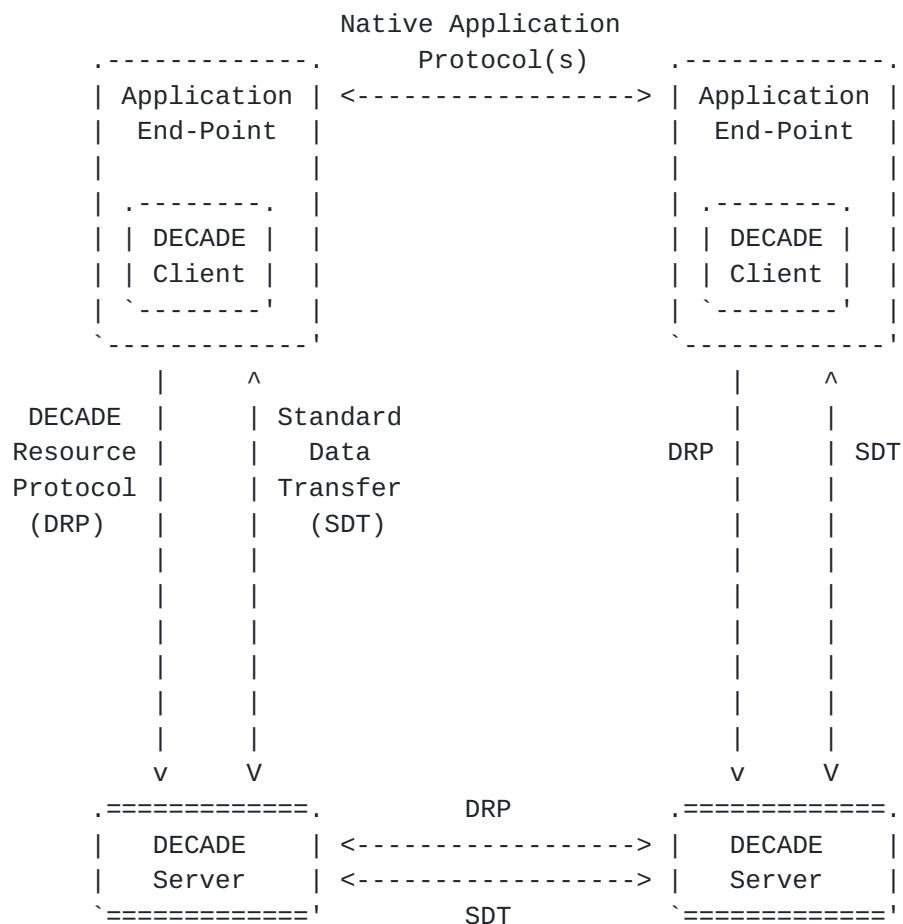 Native Application
Protocol(s)
Application
End-Point
DECADE
Client
Application
End-Point
DECADE
Client
DECADE
Resource
Protocol
(DRP)
Standard
Data
Transfer
(SDT)
DRP
SDT
DRP
DECADE
Server
DECADE
Server
SDT